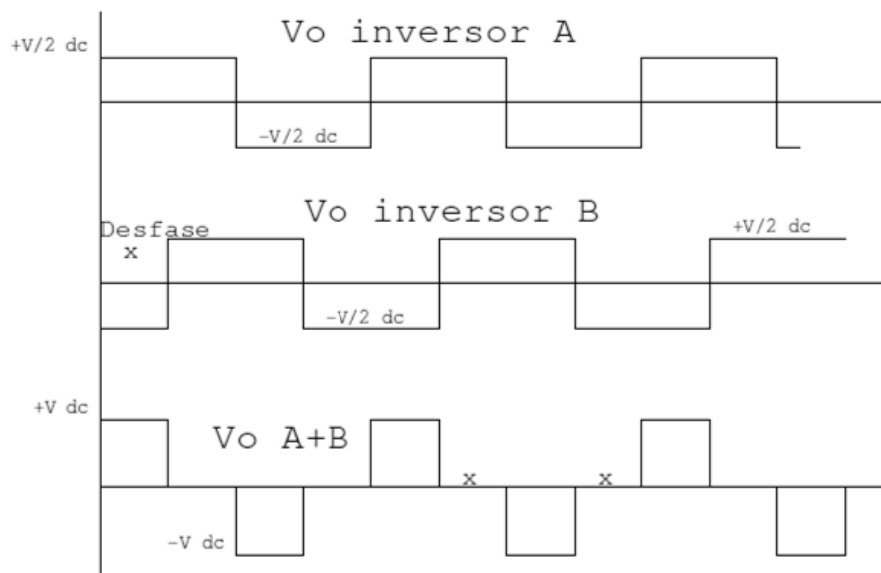 Vo inversor A
+V/2 dc
-V/2 dc
Vo inversor B
Desfase
x
+V/2 dc
-V/2 dc
+V dc
Vo A+B
x
x
-V dc